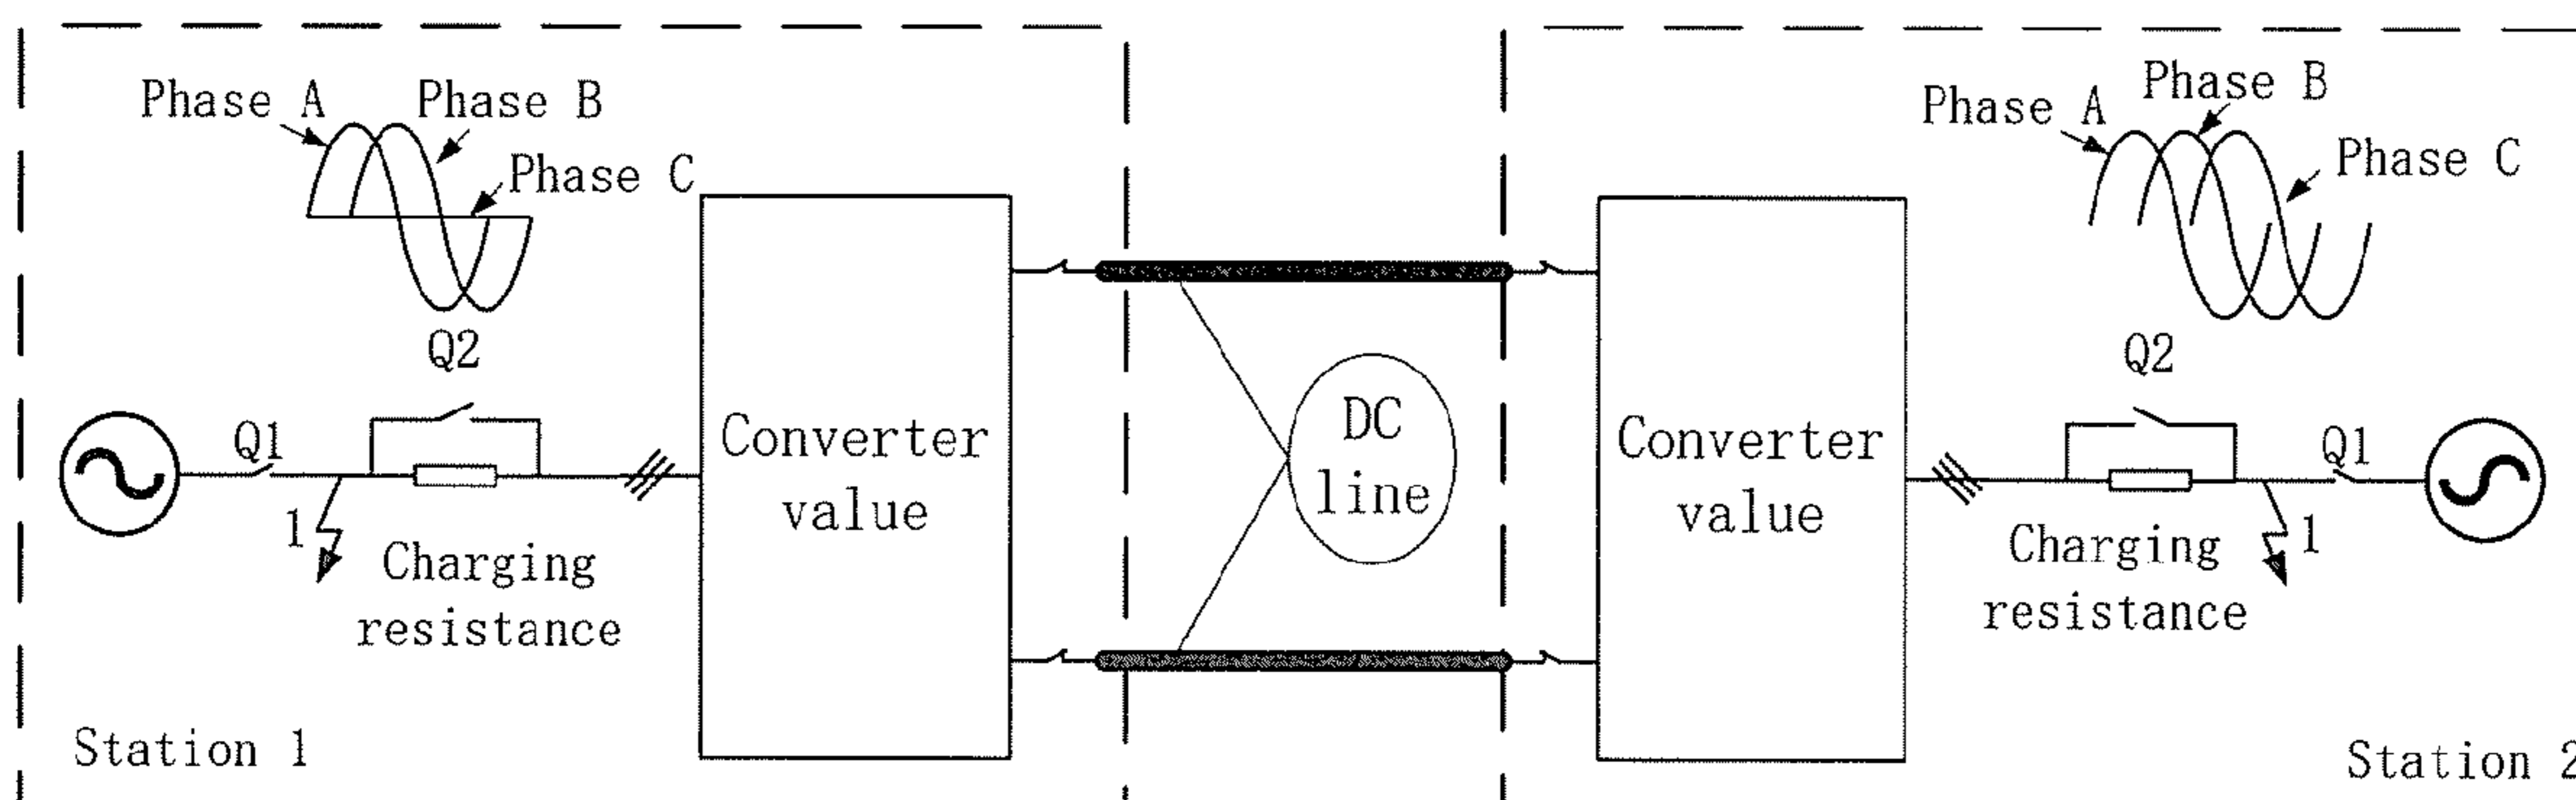 Phase A
Phase B
Phase C
Q2
Q1
1
Charging
resistance
Converter
value
Station 1
DC
line
Phase A
Phase B
Phase C
Converter
value
Q2
Q1
1
Charging
resistance
Station 2